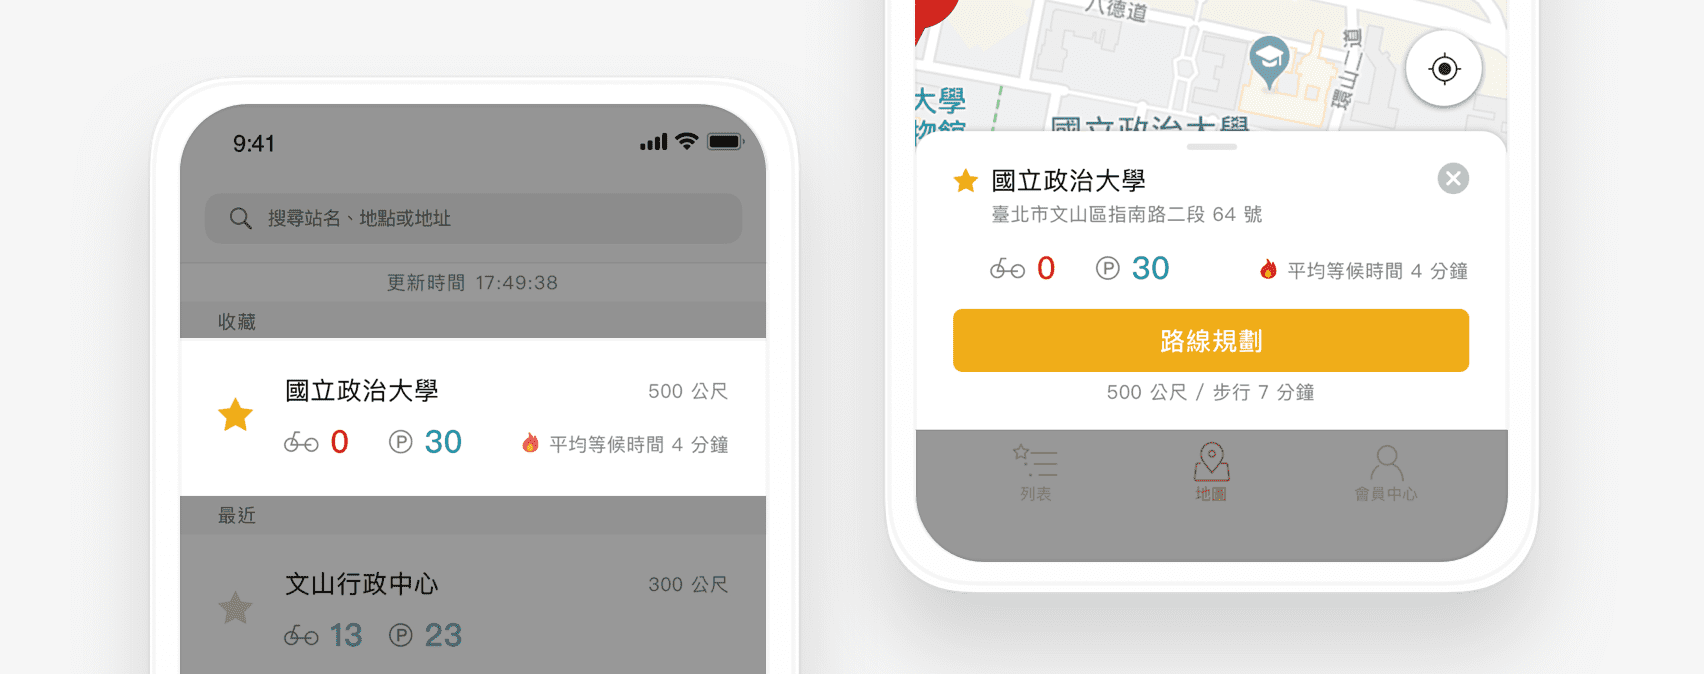 9:41
搜尋站名、地點或地址
更新時間 17:49:38
收藏
國立政治大學
500 公尺
0
P
30
平均等候時間 4 分鐘
最近
文山行政中心
300 公尺
13
P
23
八德道
環山二道
大學
物館
國立政治大學
國立政治大學
臺北市文山區指南路二段 64 號
0
P
30
平均等候時間 4 分鐘
路線規劃
500 公尺 / 步行 7 分鐘
列表
地圖
會員中心